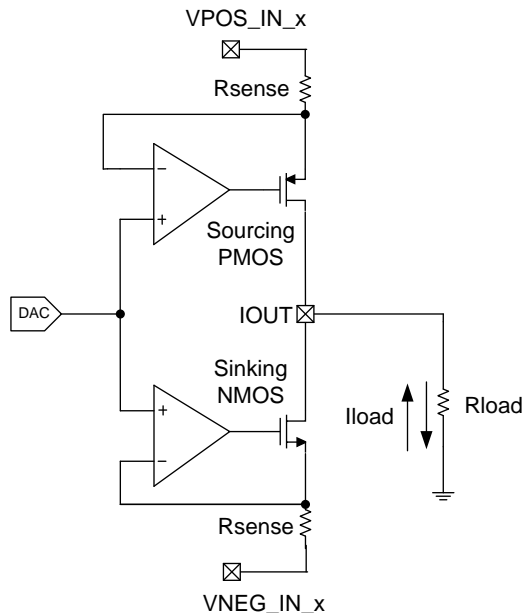 VPOS_IN_x
Rsense
−
+
Sourcing
PMOS
DAC
IOUT
Sinking
NMOS
+
−
Iload
Rload
Rsense
VNEG_IN_x